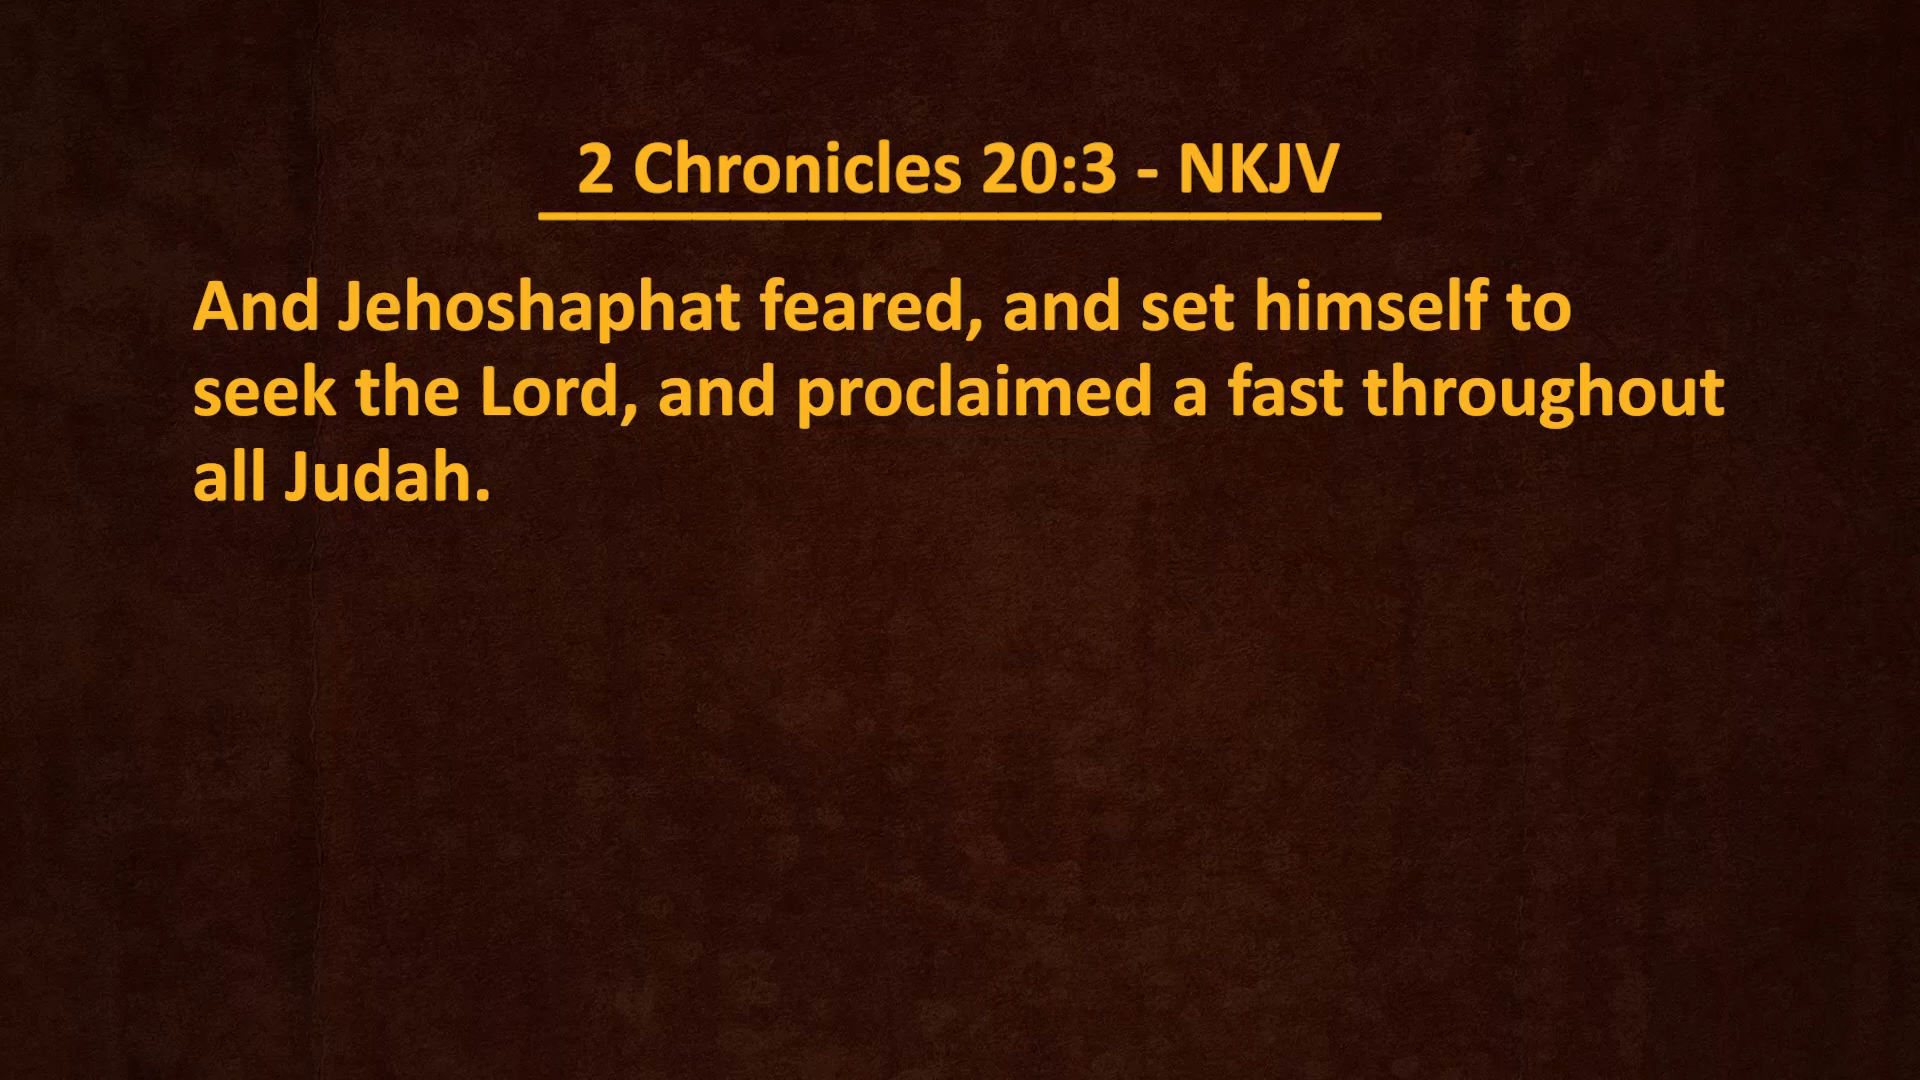 2 Chronicles 20:3 - NKJV
And Jehoshaphat feared, and set himself to
seek the Lord, and proclaimed a fast throughout
all Judah.